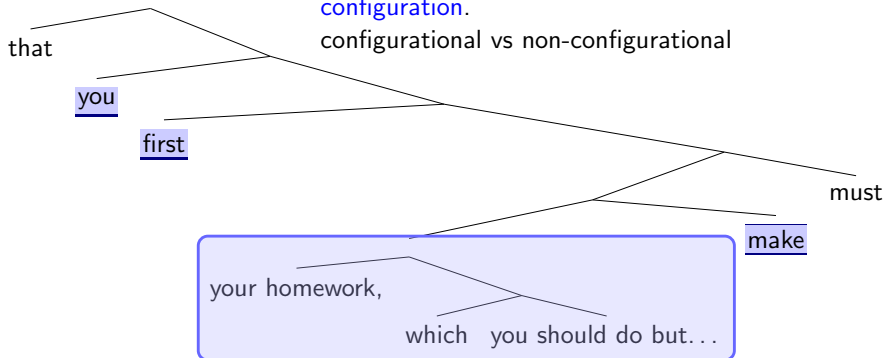 configuration.
that
configurational vs non-configurational
you
first
must
make
your homework,
which you should do but...